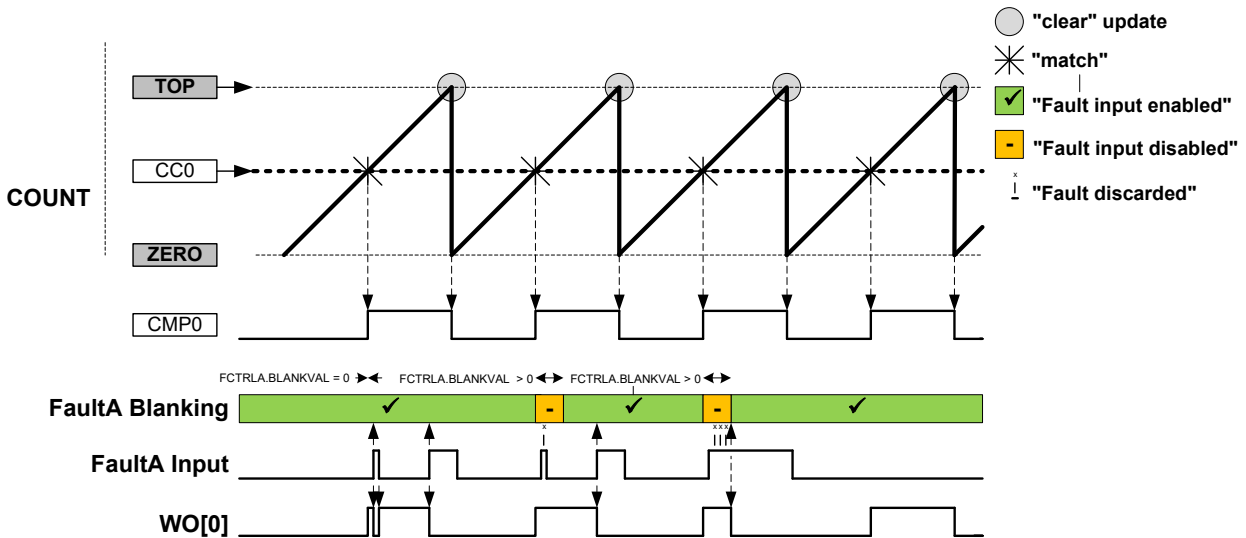 "clear" update
"match"
"Fault input enabled"
"Fault input disabled"
"Fault discarded"
TOP
CC0
COUNT
ZERO
CMP0
FCTRLA.BLANKVAL = 0
FCTRLA.BLANKVAL > 0
FCTRLA.BLANKVAL > 0
FaultA Blanking
✓ - ✓ - ✓
x xxx
FaultA Input
WO[0]